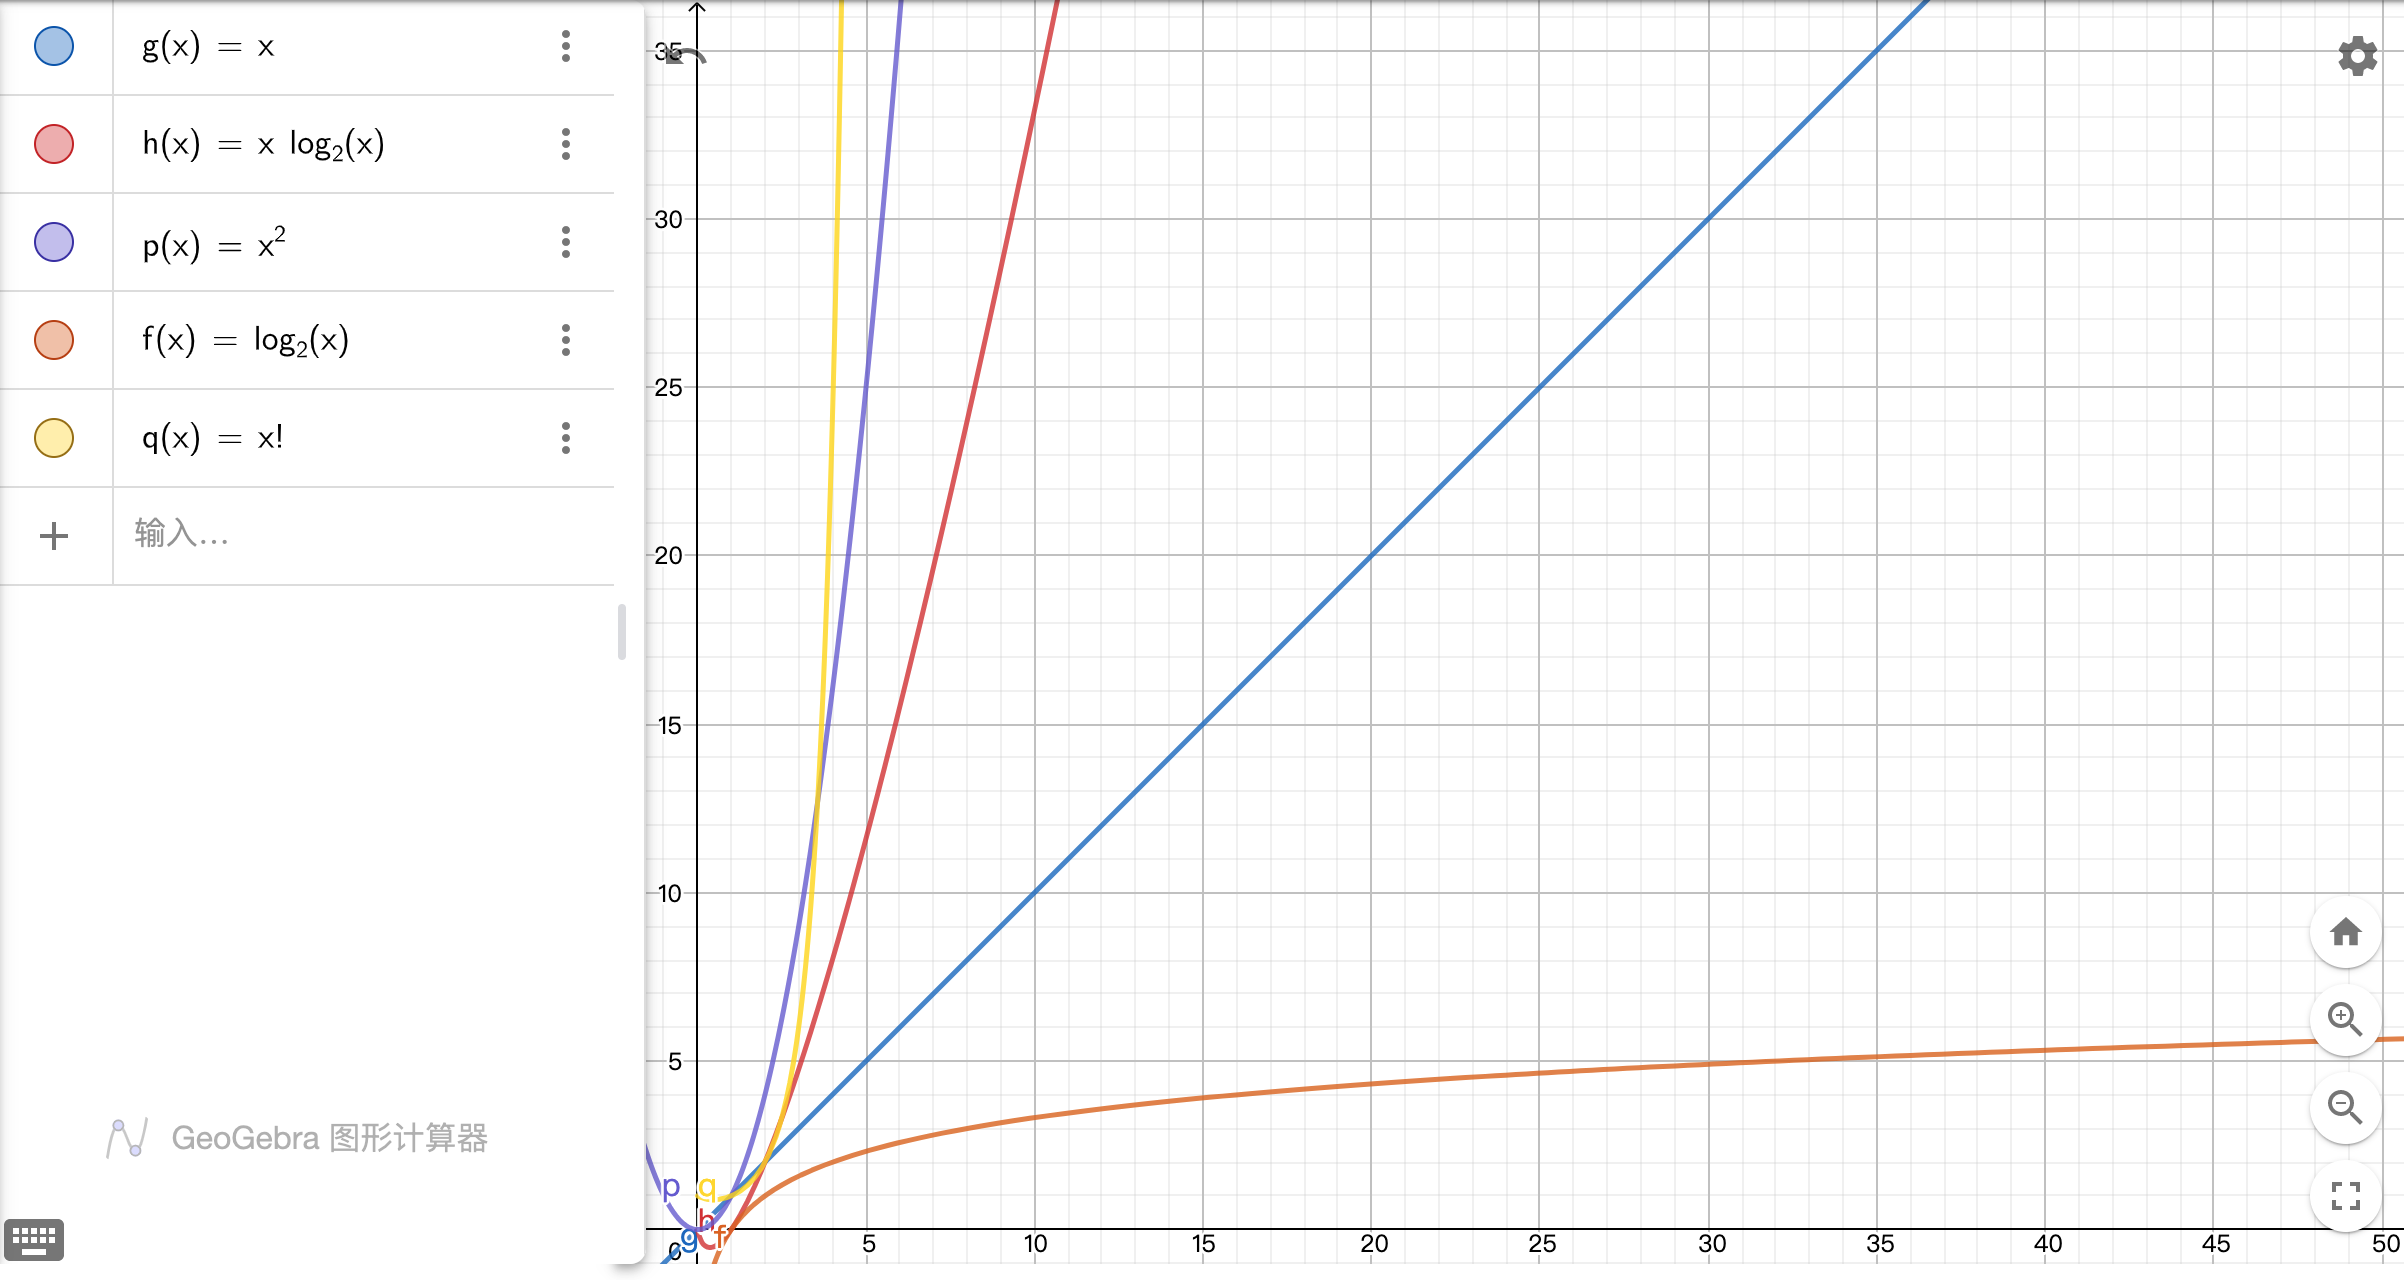 g(x) = x
h(x) = x log₂(x)
p(x) = x²
f(x) = log₂(x)
q(x) = x!
输入...
GeoGebra 图形计算器
35
30
25
20
15
10
5
0
5
10
15
20
25
30
35
40
45
50
p
q
h
g
f